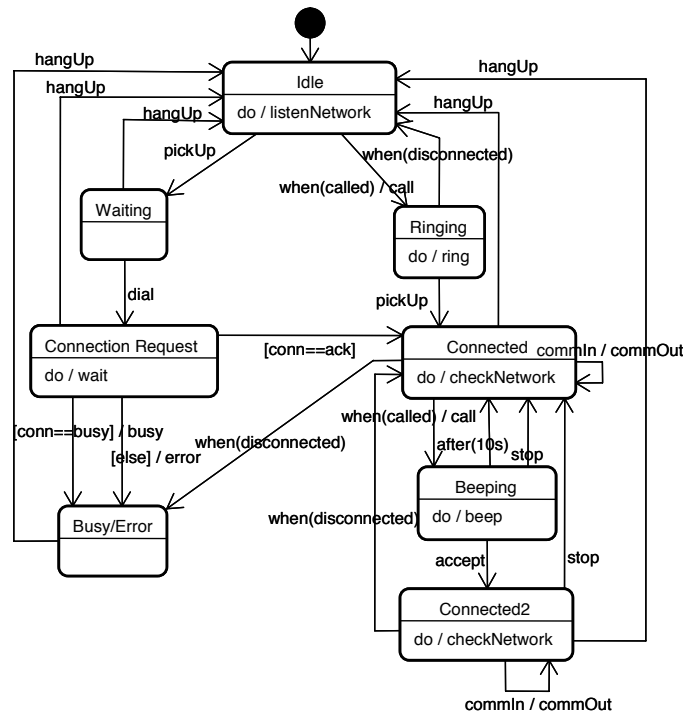 hangUp
hangUp
Idle
hangUp
do / listenNetwork
hangUp
hangUp
pickUp
when(disconnected)
when(called) / call
Waiting
Ringing
do / ring
dial
pickUp
Connection Request
do / wait
[conn==ack]
Connected
commIn / commOut
do / checkNetwork
when(called) / call
[conn==busy] / busy
when(disconnected)
after(10s)
stop
[else] / error
Beeping
do / beep
Busy/Error
when(disconnected)
accept
stop
Connected2
do / checkNetwork
commIn / commOut